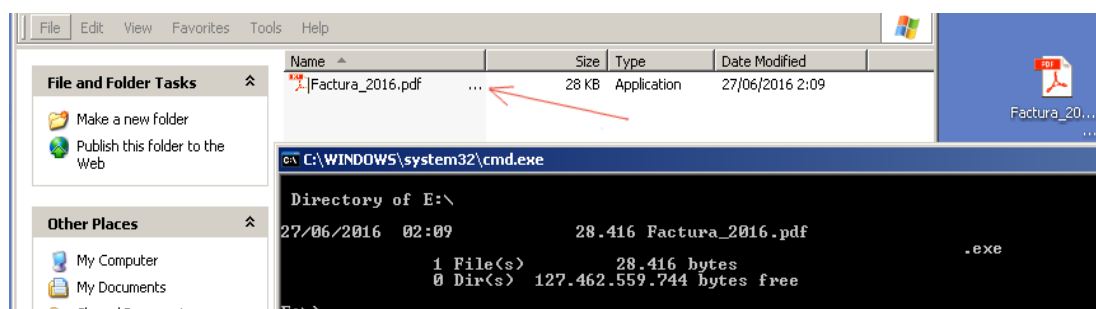 File Edit View Favorites Tools Help
Name Size Type Date Modified
File and Folder Tasks
Factura_2016.pdf ... 28 KB Application 27/06/2016 2:09
PDF
Make a new folder
Factura_20...
...
Publish this folder to the
Web
C:\WINDOWS\system32\cmd.exe
Directory of E:\
Other Places
27/06/2016 02:09 28.416 Factura_2016.pdf
.exe
My Computer
1 File(s) 28.416 bytes
0 Dir(s) 127.462.559.744 bytes free
My Documents